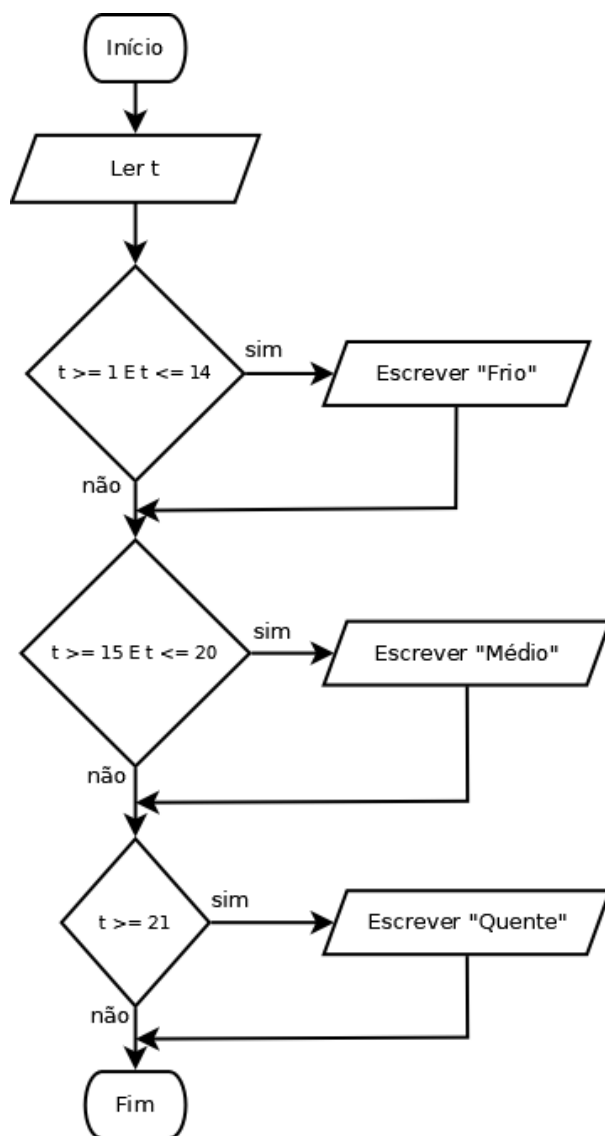 Início
Ler t
t >= 1 E t <= 14
sim
Escrever "Frio"
não
t >= 15 E t <= 20
sim
Escrever "Médio"
não
t >= 21
sim
Escrever "Quente"
não
Fim